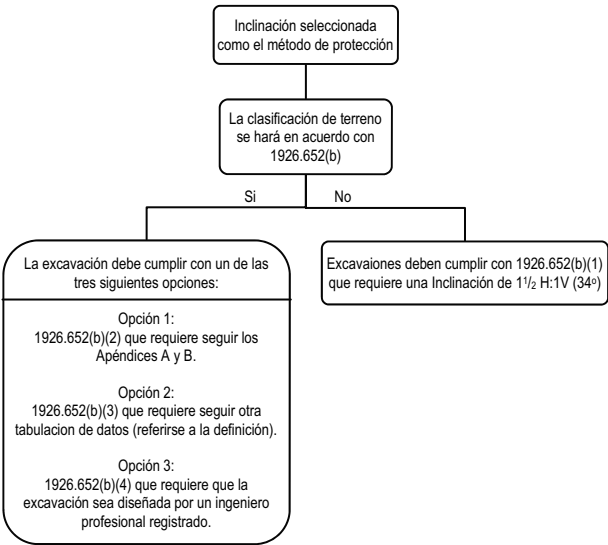 Inclinación seleccionada
como el método de protección
La clasificación de terreno
se hará en acuerdo con
1926.652(b)
Si
No
La excavación debe cumplir con un de las
tres siguientes opciones:
Opción 1:
1926.652(b)(2) que requiere seguir los
Apéndices A y B.
Opción 2:
1926.652(b)(3) que requiere seguir otra
tabulacion de datos (referirse a la definición).
Opción 3:
1926.652(b)(4) que requiere que la
excavación sea diseñada por un ingeniero
profesional registrado.
Excavaiones deben cumplir con 1926.652(b)(1)
que requiere una Inclinación de 1¹/₂ H:1V (34º)